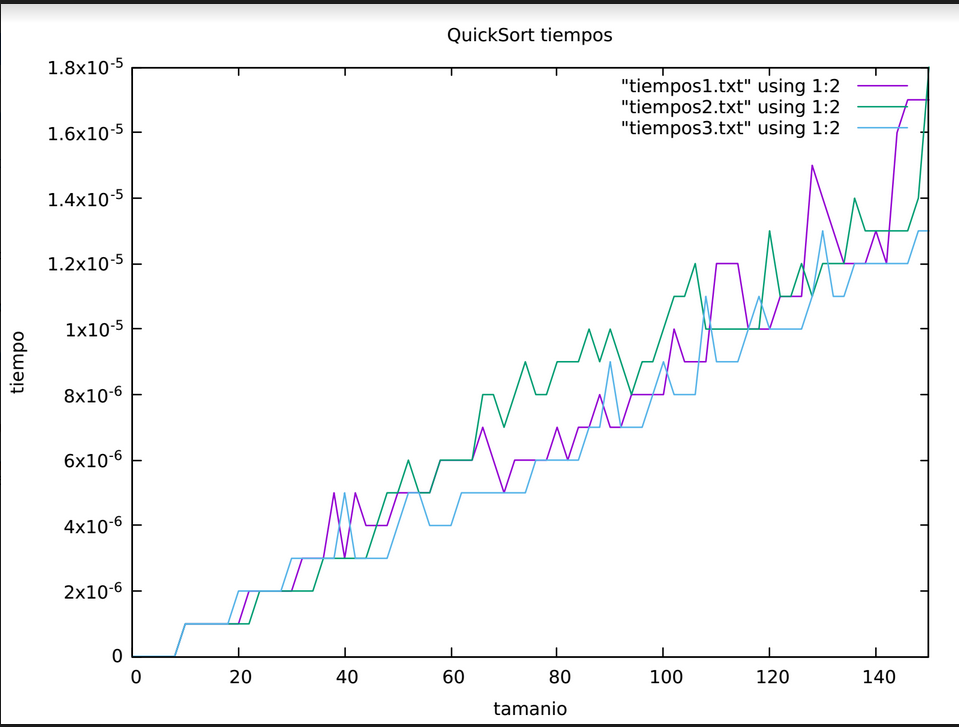 QuickSort tiempos
1.8x10⁻⁵
1.6x10⁻⁵
1.4x10⁻⁵
1.2x10⁻⁵
1x10⁻⁵
8x10⁻⁶
6x10⁻⁶
4x10⁻⁶
2x10⁻⁶
0
"tiempos1.txt" using 1:2
"tiempos2.txt" using 1:2
"tiempos3.txt" using 1:2
tiempo
0 20 40 60 80 100 120 140
tamanio